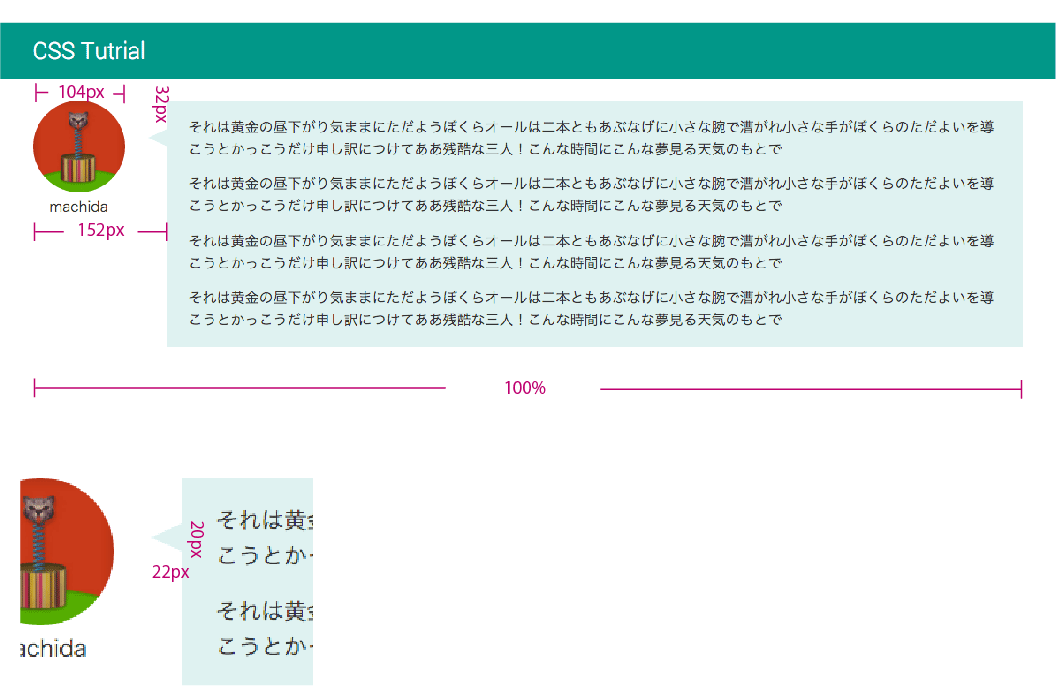 CSS Tutrial
104px
32px
それは黄金の昼下がり気ままにただようぼくらオールは二本ともあぶなげに小さな腕で漕がれ小さな手がぼくらのただよいを導
こうとかっこうだけ申し訳につけてああ残酷な三人！こんな時間にこんな夢見る天気のもとで
それは黄金の昼下がり気ままにただようぼくらオールは二本ともあぶなげに小さな腕で漕がれ小さな手がぼくらのただよいを導
こうとかっこうだけ申し訳につけてああ残酷な三人！こんな時間にこんな夢見る天気のもとで
machida
152px
それは黄金の昼下がり気ままにただようぼくらオールは二本ともあぶなげに小さな腕で漕がれ小さな手がぼくらのただよいを導
こうとかっこうだけ申し訳につけてああ残酷な三人！こんな時間にこんな夢見る天気のもとで
それは黄金の昼下がり気ままにただようぼくらオールは二本ともあぶなげに小さな腕で漕がれ小さな手がぼくらのただよいを導
こうとかっこうだけ申し訳につけてああ残酷な三人！こんな時間にこんな夢見る天気のもとで
100%
20px
22px
それは黄金
こうとか
それは黄金
こうとか
achida